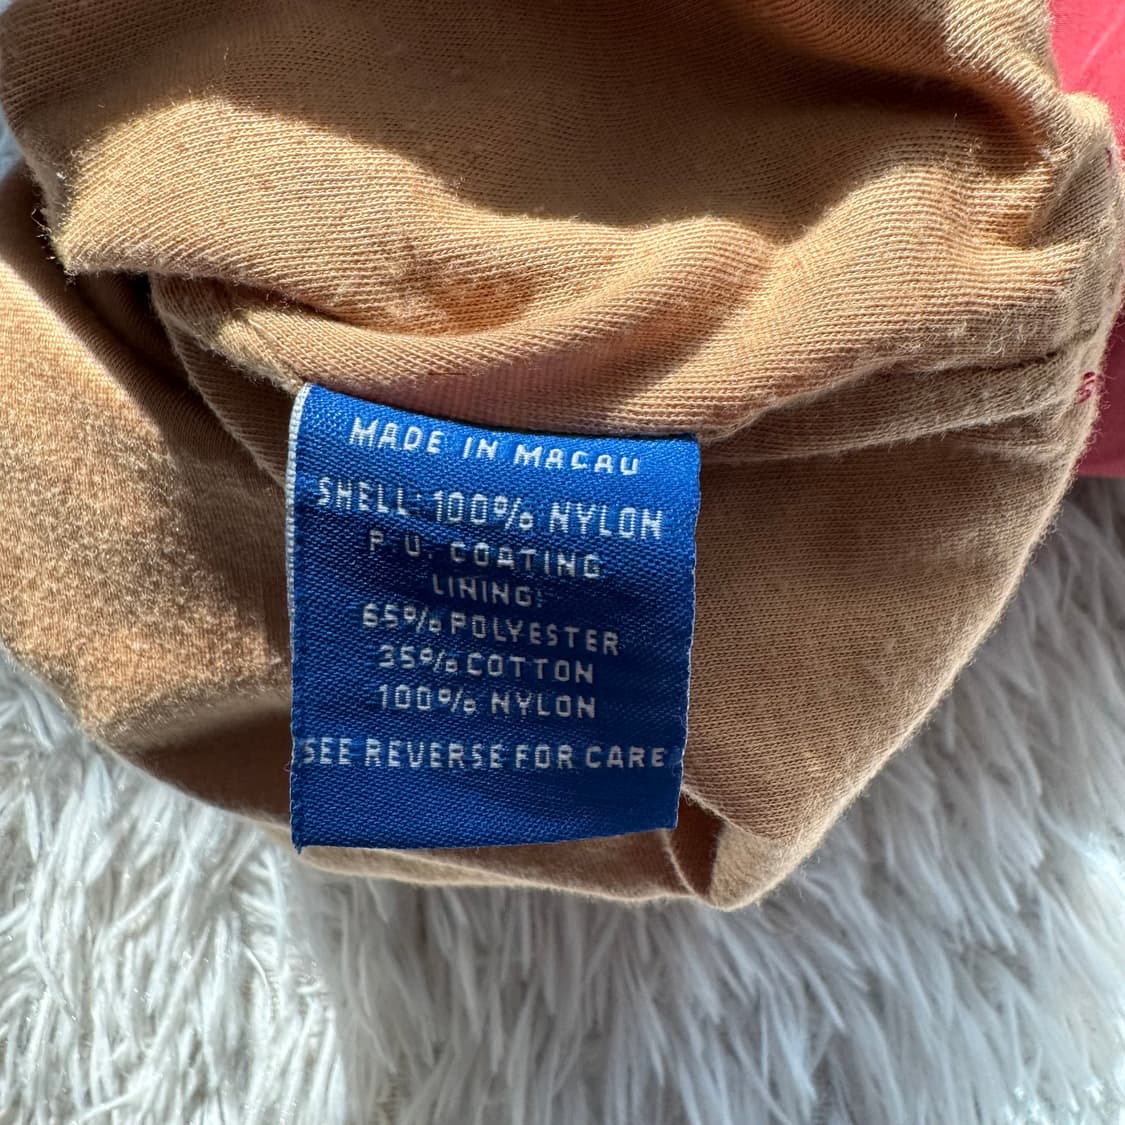 MADE IN MACAU
SHELL: 100% NYLON
P.U. COATING
LINING:
65% POLYESTER
35% COTTON
100% NYLON
SEE REVERSE FOR CARE